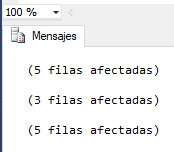 100 %
Mensajes
(5 filas afectadas)
(3 filas afectadas)
(5 filas afectadas)